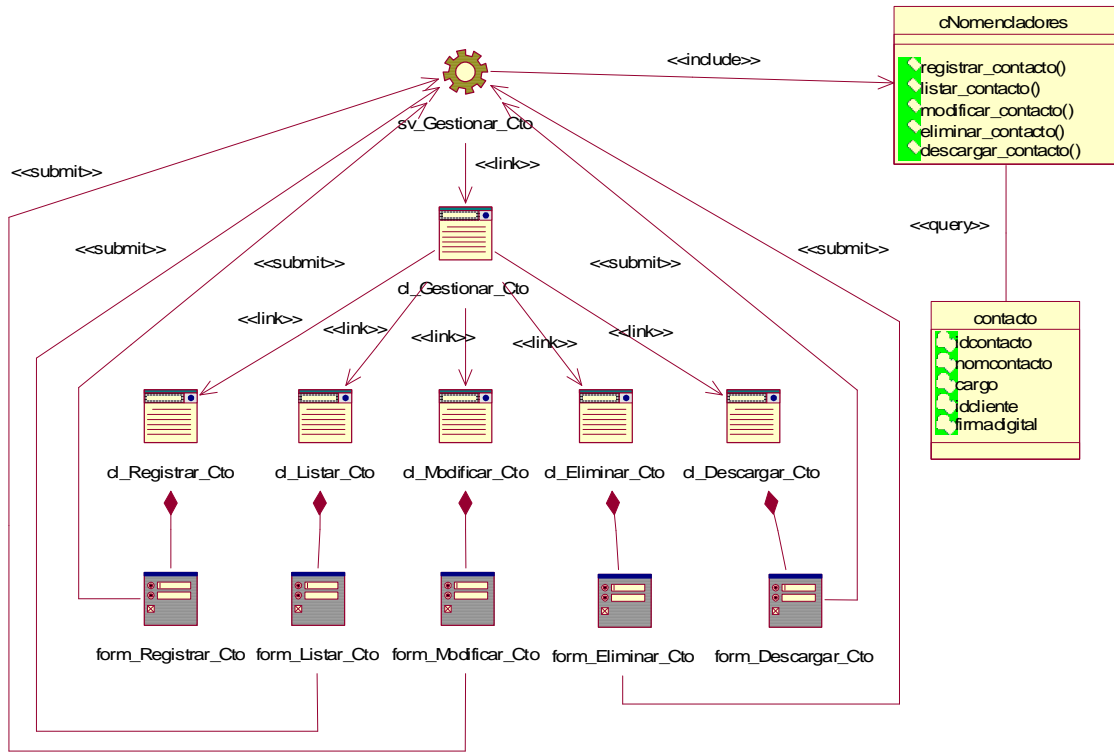 cNomencladores
<<include>>
registrar_contacto()
listar_contacto()
modificar_contacto()
eliminar_contacto()
descargar_contacto()
sv_Gestionar_Cto
<<submit>>
<<link>>
<<query>>
<<submit>>
<<submit>>
<<submit>>
<<submit>>
cl_Gestionar_Cto
<<link>>
<<link>>
<<link>>
<<link>>
<<link>>
contacto
idcontacto
nomcontacto
cargo
idcliente
firmadigital
cl_Registrar_Cto
cl_Listar_Cto
cl_Modificar_Cto
cl_Eliminar_Cto
cl_Descargar_Cto
form_Registrar_Cto
form_Listar_Cto
form_Modificar_Cto
form_Eliminar_Cto
form_Descargar_Cto